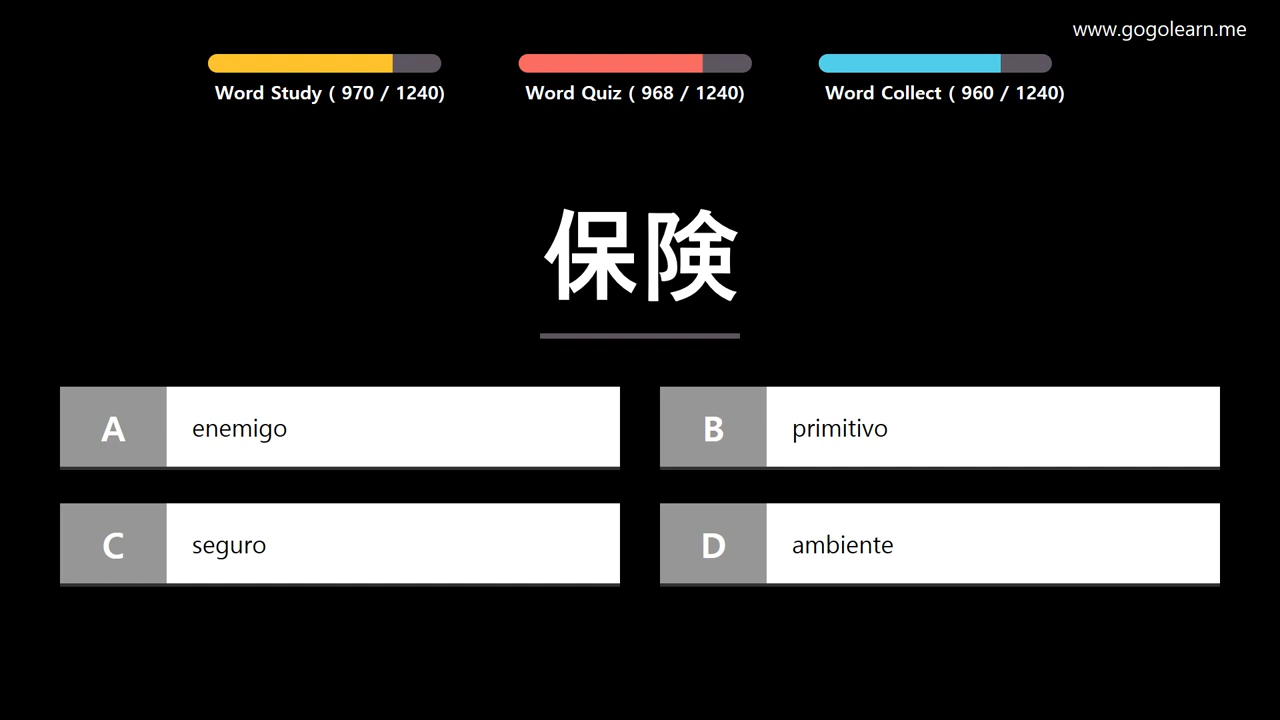 www.gogolearn.me
Word Study ( 970 / 1240)
Word Quiz ( 968 / 1240)
Word Collect ( 960 / 1240)
保険
A enemigo
B primitivo
C seguro
D ambiente